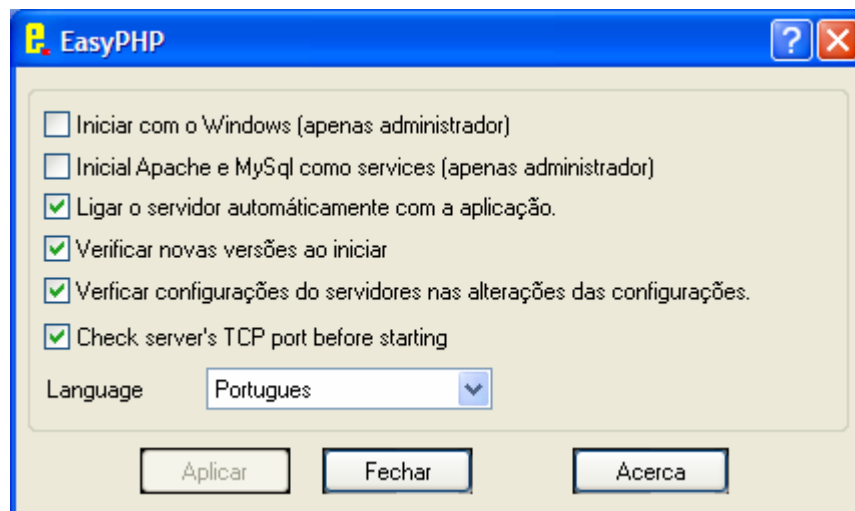 EasyPHP
Iniciar com o Windows (apenas administrador)
Inicial Apache e MySql como services (apenas administrador)
Ligar o servidor automáticamente com a aplicação.
Verificar novas versões ao iniciar
Verficar configurações do servidores nas alterações das configurações.
Check server's TCP port before starting
Language Portugues
Aplicar Fechar Acerca